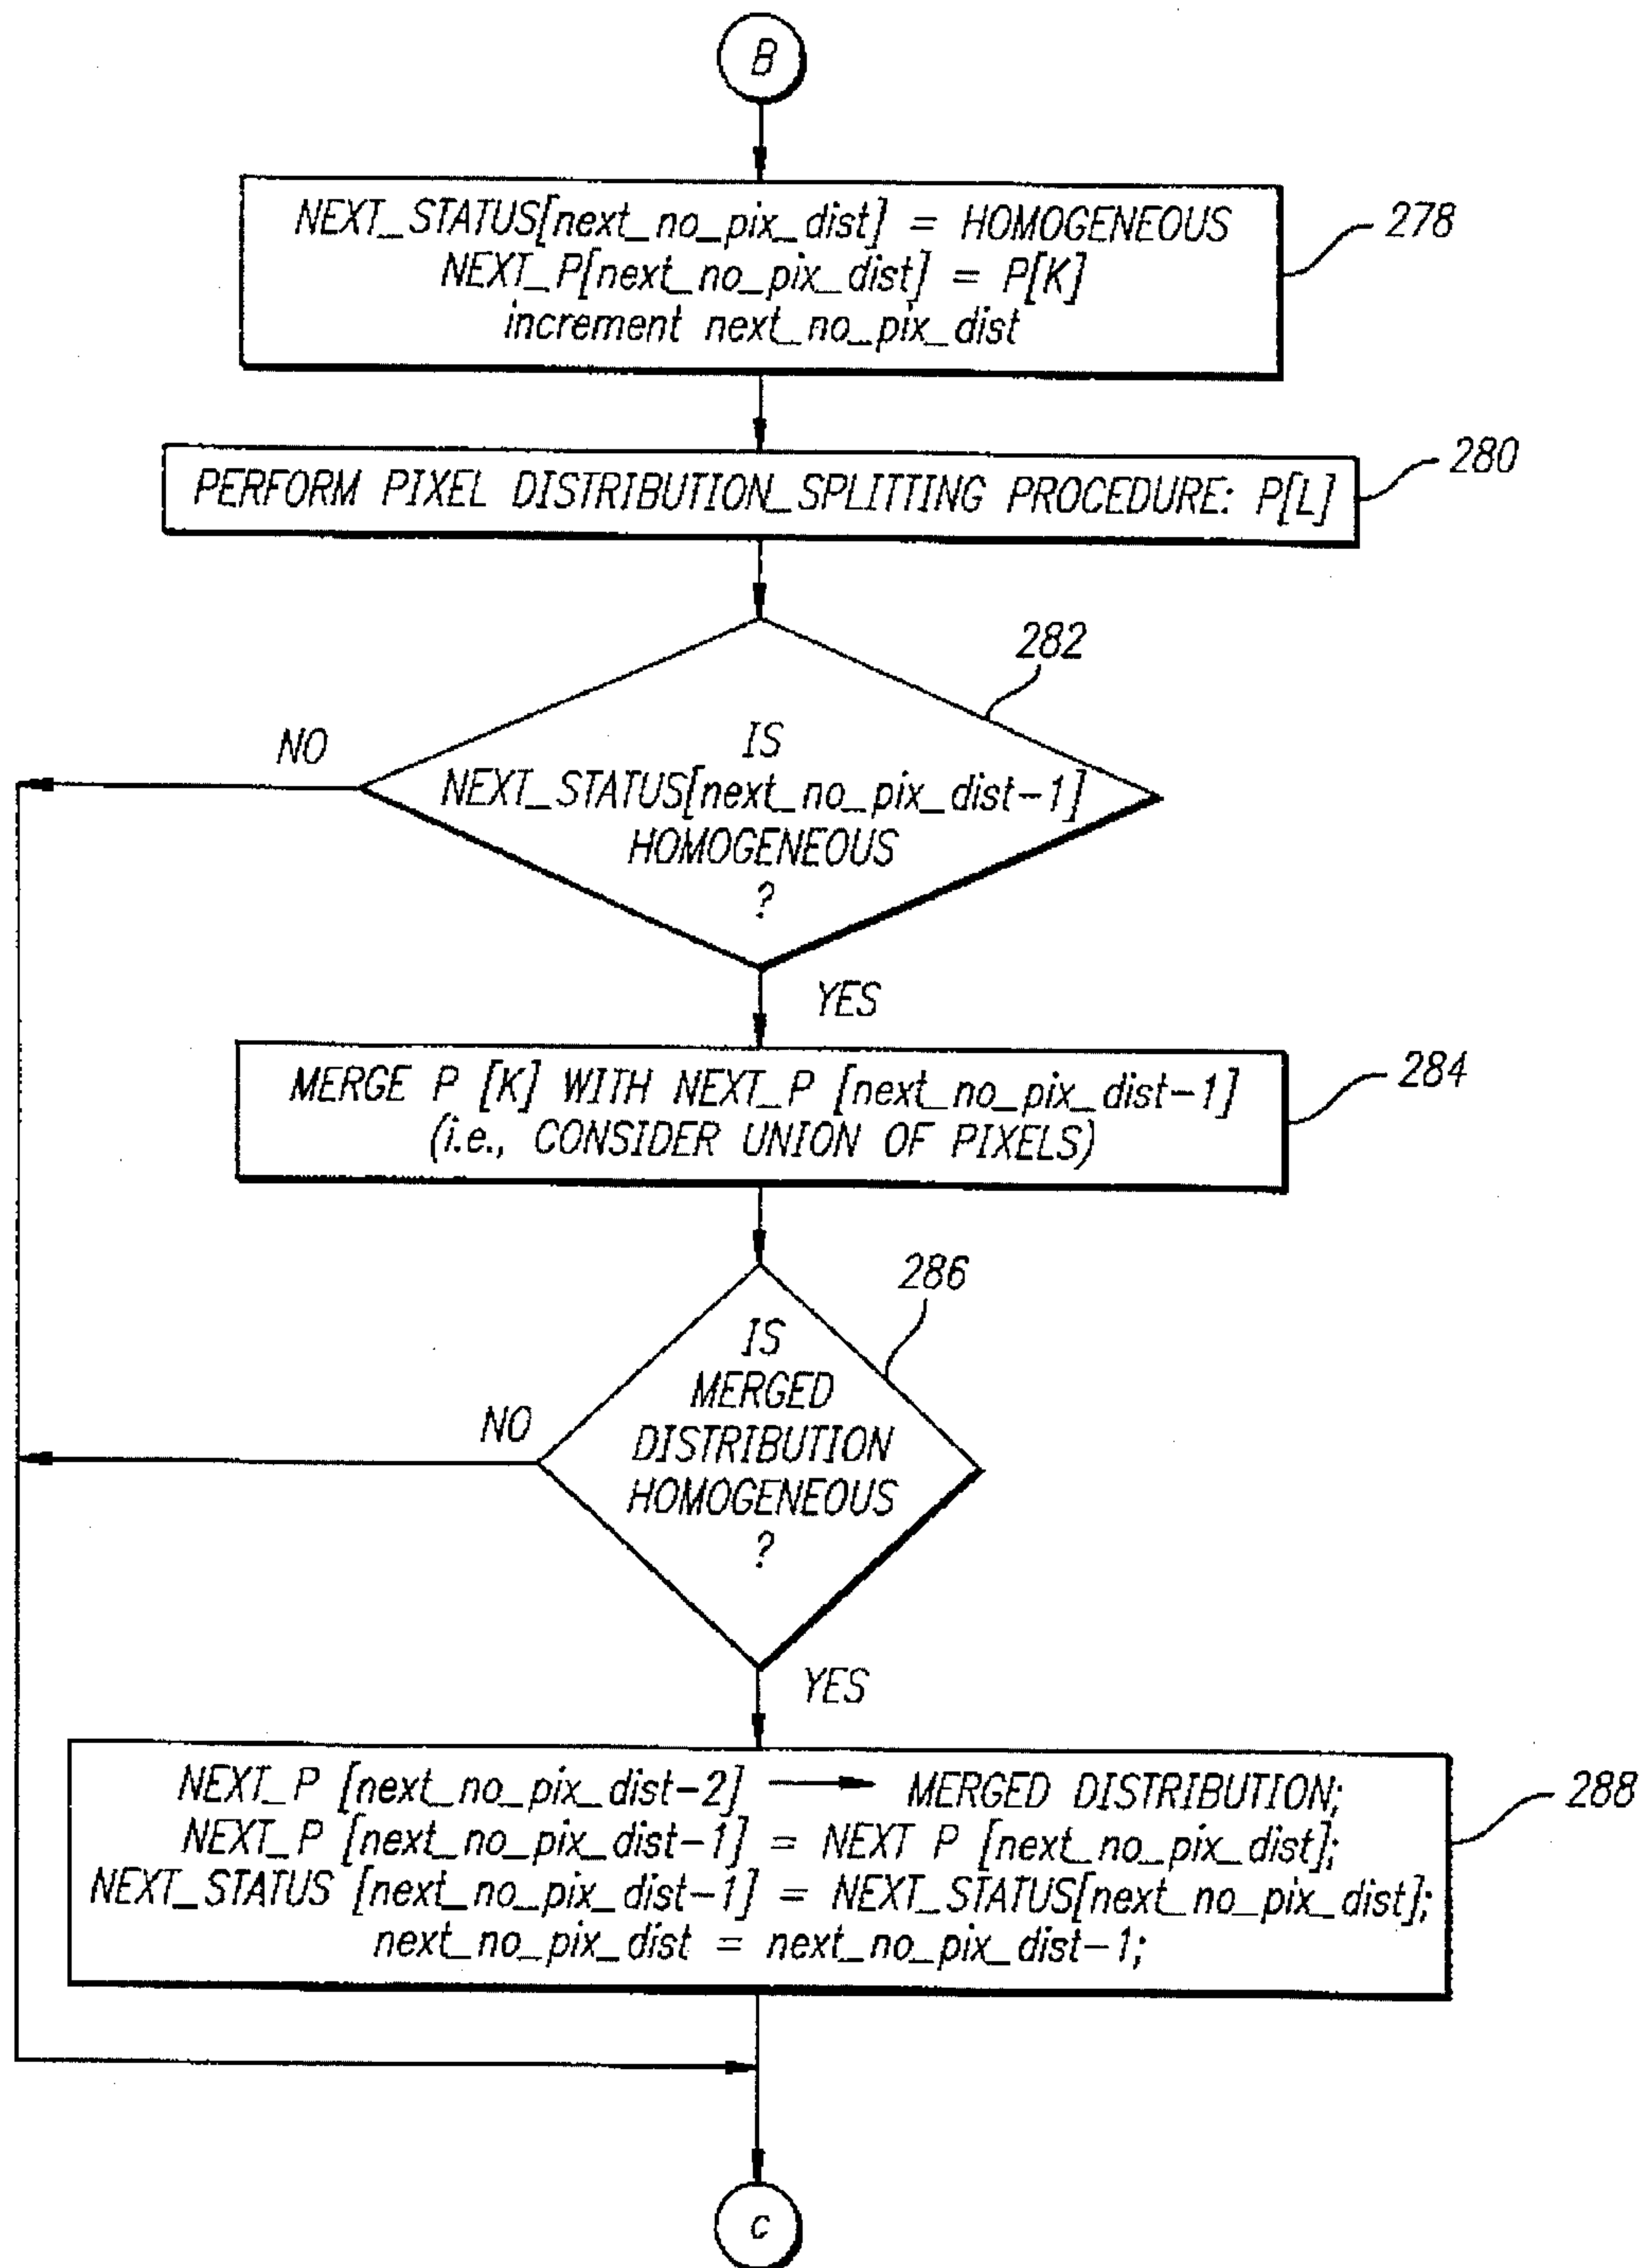 B
NEXT_STATUS[next_no_pix_dist] = HOMOGENEOUS
NEXT_P[next_no_pix_dist] = P[K]
increment next_no_pix_dist
278
PERFORM PIXEL DISTRIBUTION_SPLITTING PROCEDURE: P[L]
280
282
NO
IS
NEXT_STATUS[next_no_pix_dist-1]
HOMOGENEOUS
?
YES
MERGE P [K] WITH NEXT_P [next_no_pix_dist-1]
(i.e., CONSIDER UNION OF PIXELS)
284
286
IS
MERGED
DISTRIBUTION
HOMOGENEOUS
?
NO
YES
NEXT_P [next_no_pix_dist-2] → MERGED DISTRIBUTION;
NEXT_P [next_no_pix_dist-1] = NEXT P [next_no_pix_dist];
NEXT_STATUS [next_no_pix_dist-1] = NEXT_STATUS[next_no_pix_dist];
next_no_pix_dist = next_no_pix_dist-1;
288
c